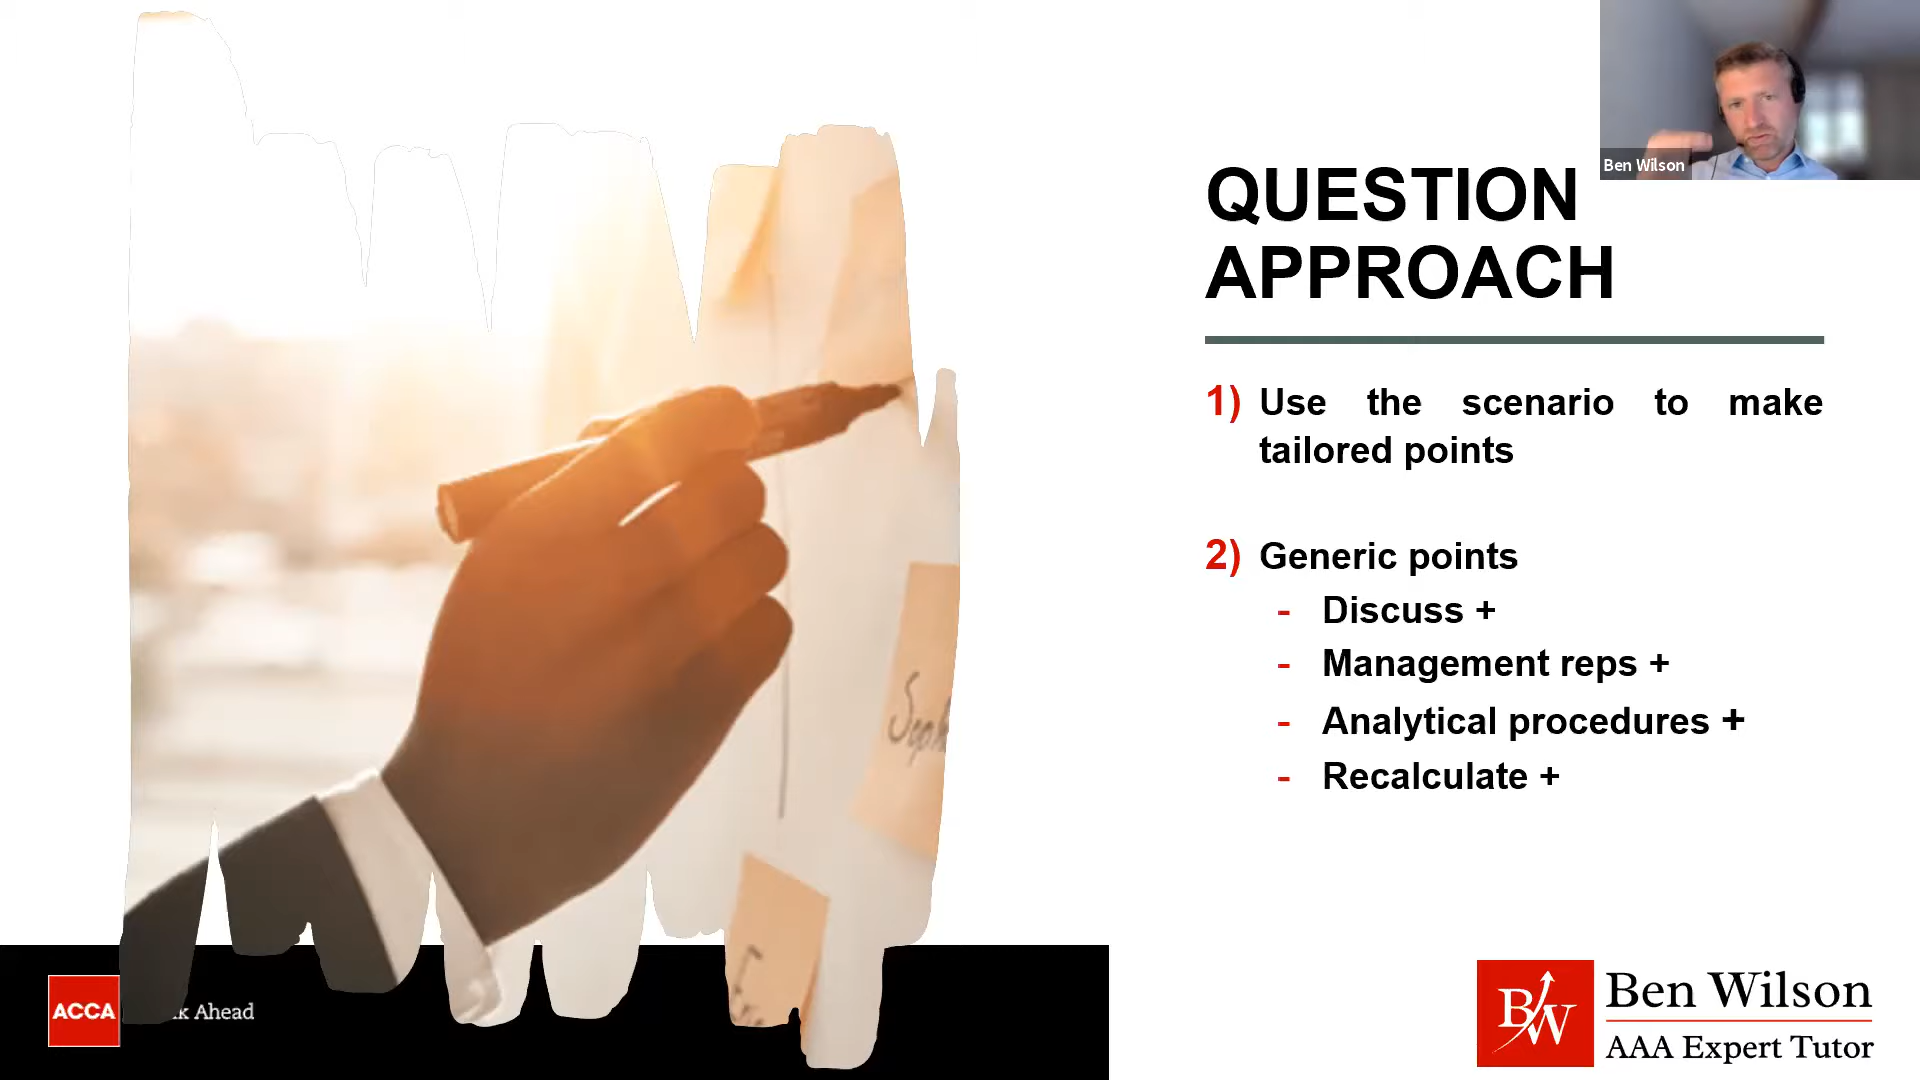 Ben Wilson
QUESTION
APPROACH
1) Use the scenario to make
tailored points
2) Generic points
- Discuss +
- Management reps +
- Analytical procedures +
- Recalculate +
ACCA
k Ahead
BW
Ben Wilson
AAA Expert Tutor